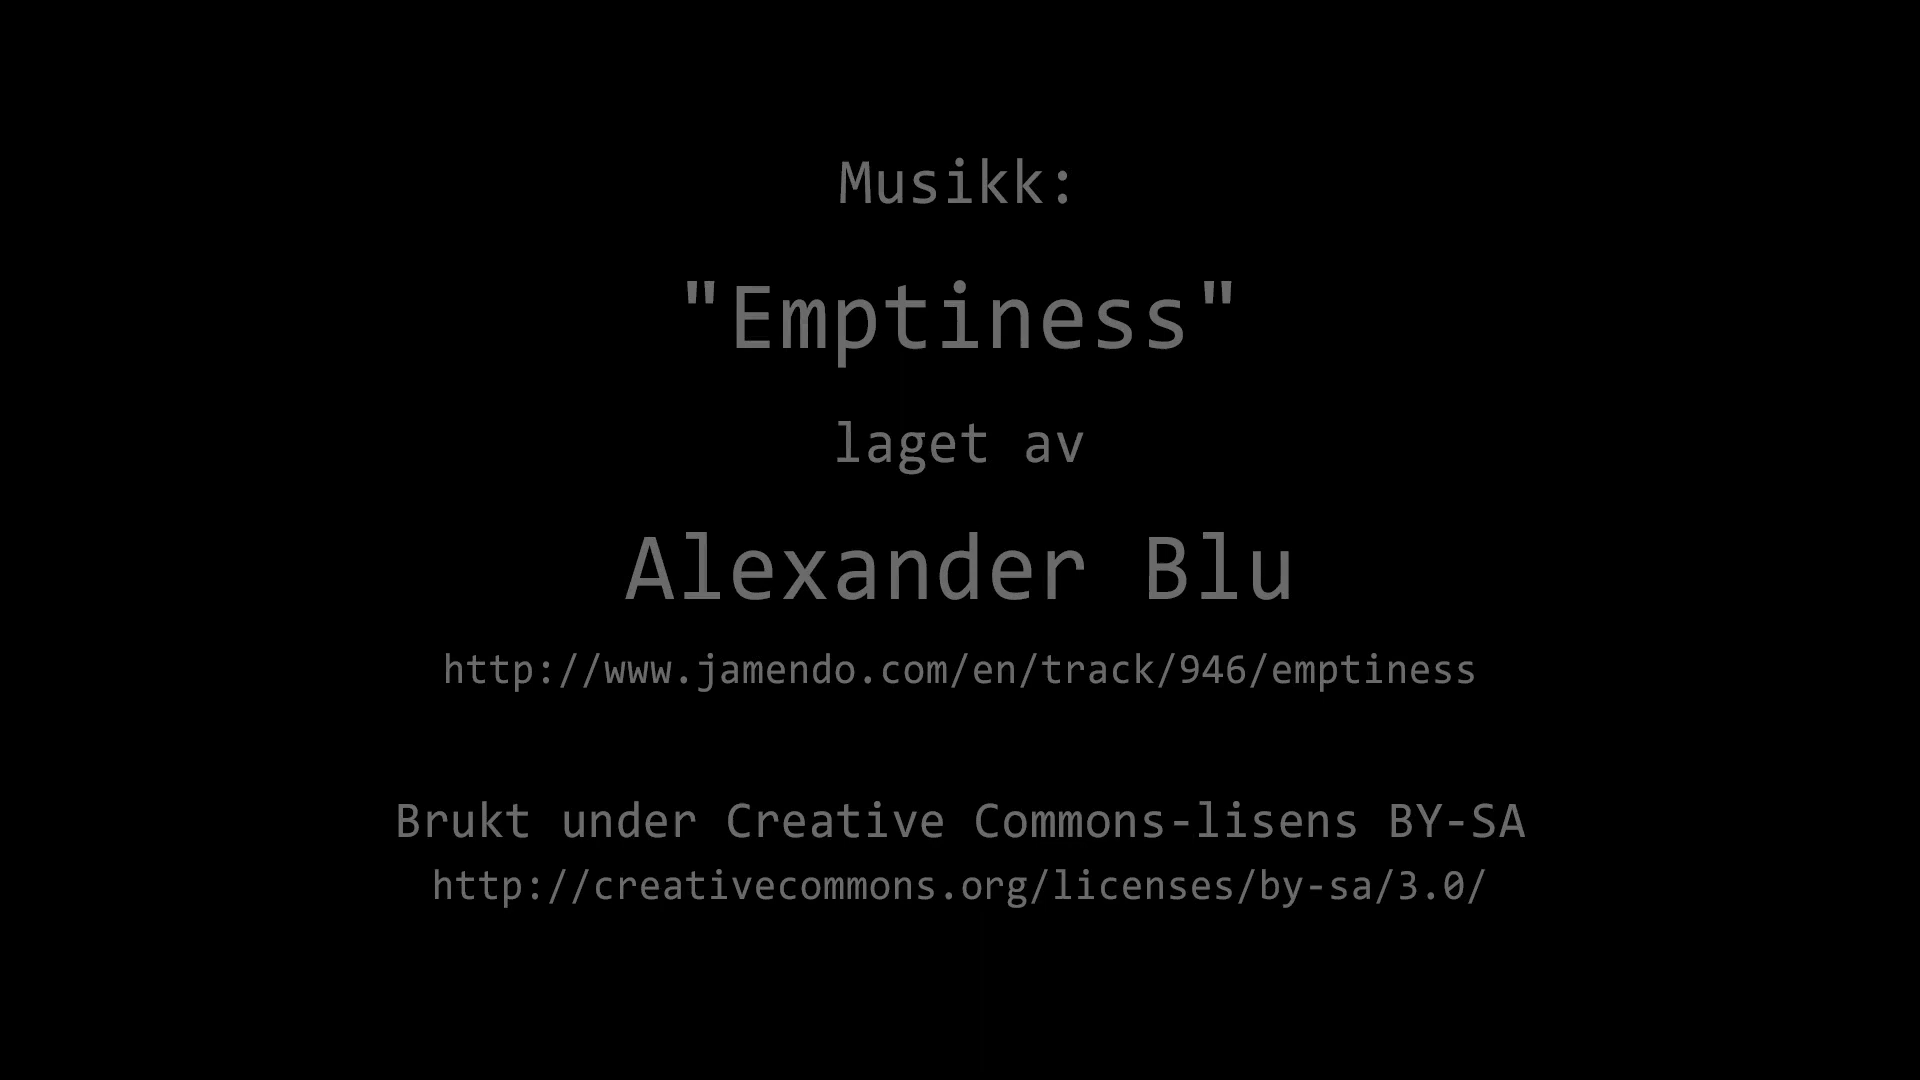 Musikk:
"Emptiness"
laget av
Alexander Blu
http://www.jamendo.com/en/track/946/emptiness
Brukt under Creative Commons-lisens BY-SA
http://creativecommons.org/licenses/by-sa/3.0/